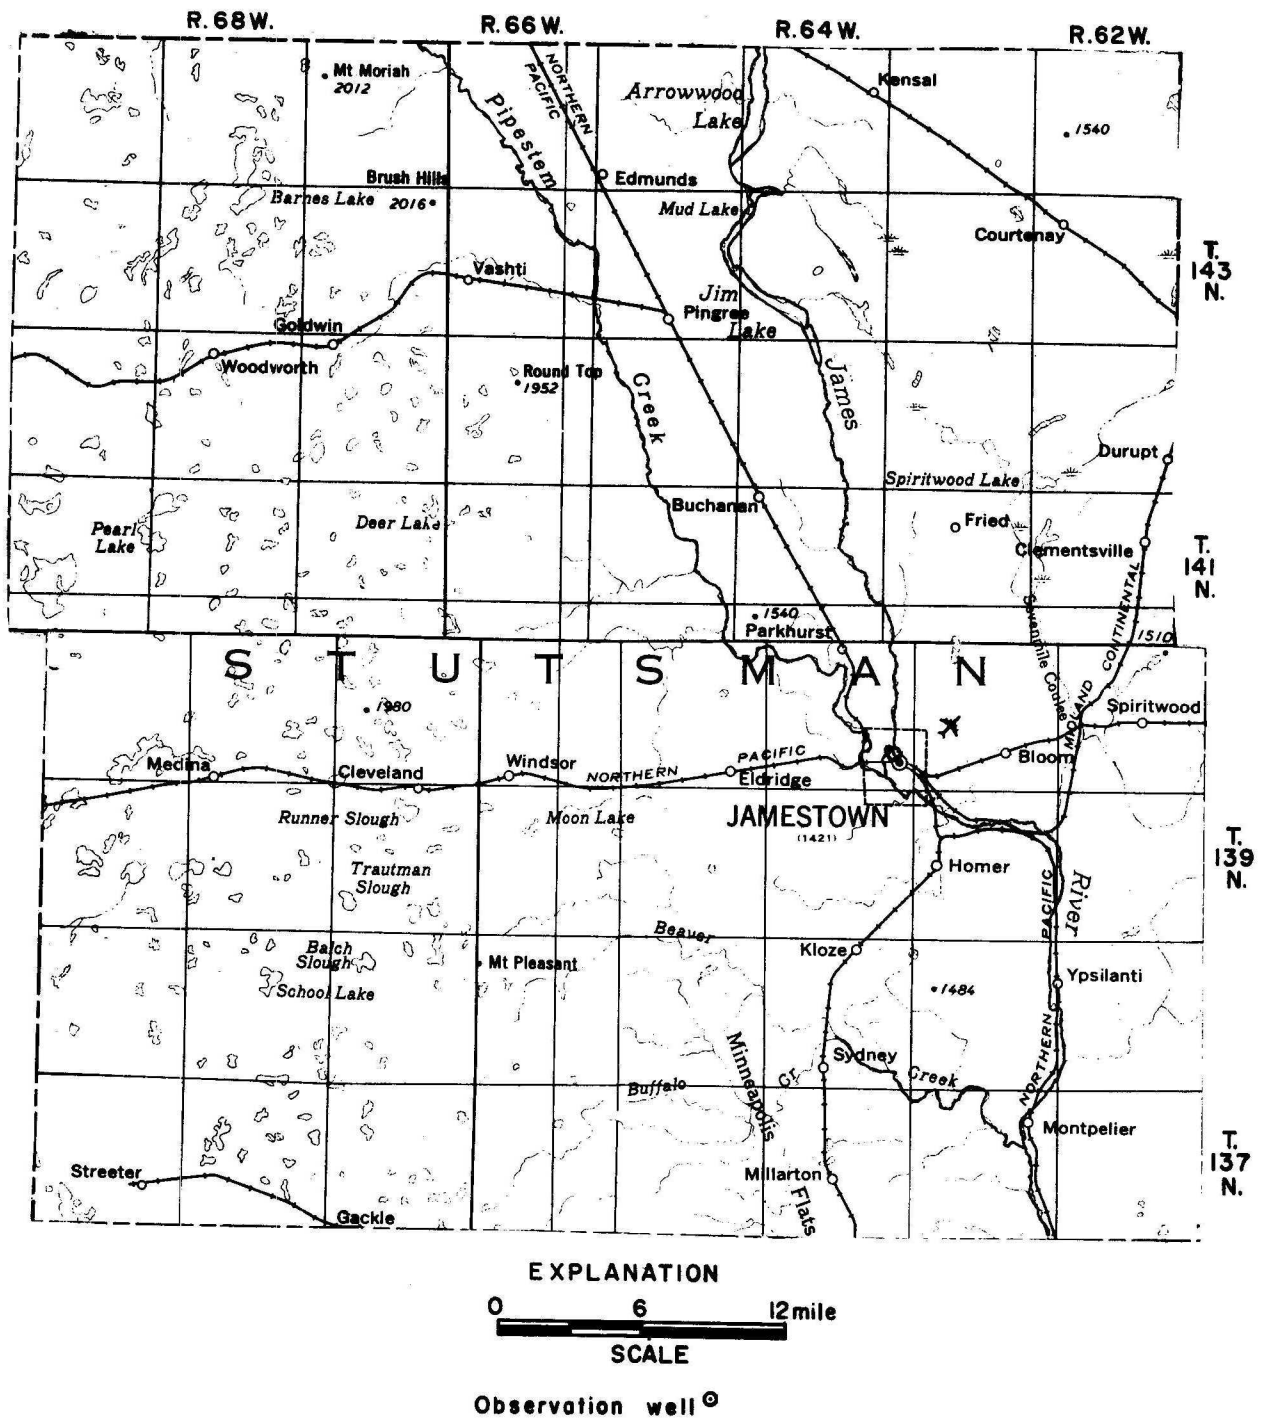 R.68W.
R.66W.
R.64W.
R.62W.
Mt Moriah
2012
NORTHERN
PACIFIC
Pipestem
Arrowwood
Lake
Kensal
1540
Brush Hills
2016
Barnes Lake
Edmunds
Mud Lake
Courtenay
T.
143
N.
Vashti
Jim
Lake
Pingree
Goldwin
Woodworth
Round Top
1952
Creek
James
Durupt
Spiritwood Lake
Buchanan
Fried
Pearl
Lake
Deer Lake
Clementsville
T.
141
N.
1540
Parkhurst
Sevenmile Coulee
MIDLAND CONTINENTAL
1510
STUTSMAN
1980
Spiritwood
Medina
Cleveland
Windsor
NORTHERN
PACIFIC
Eldridge
Bloom
Runner Slough
Moon Lake
JAMESTOWN
(1421)
T.
139
N.
Trautman
Slough
Homer
River
NORTHERN PACIFIC
Beaver
Kloze
Balch
Slough
School Lake
Mt Pleasant
1484
Ypsilanti
Minneapolis
Flats
Sydney
Cr
Creek
Buffalo
Montpelier
T.
137
N.
Streeter
Gackle
Millarton
EXPLANATION
0 6 12 mile
SCALE
Observation well